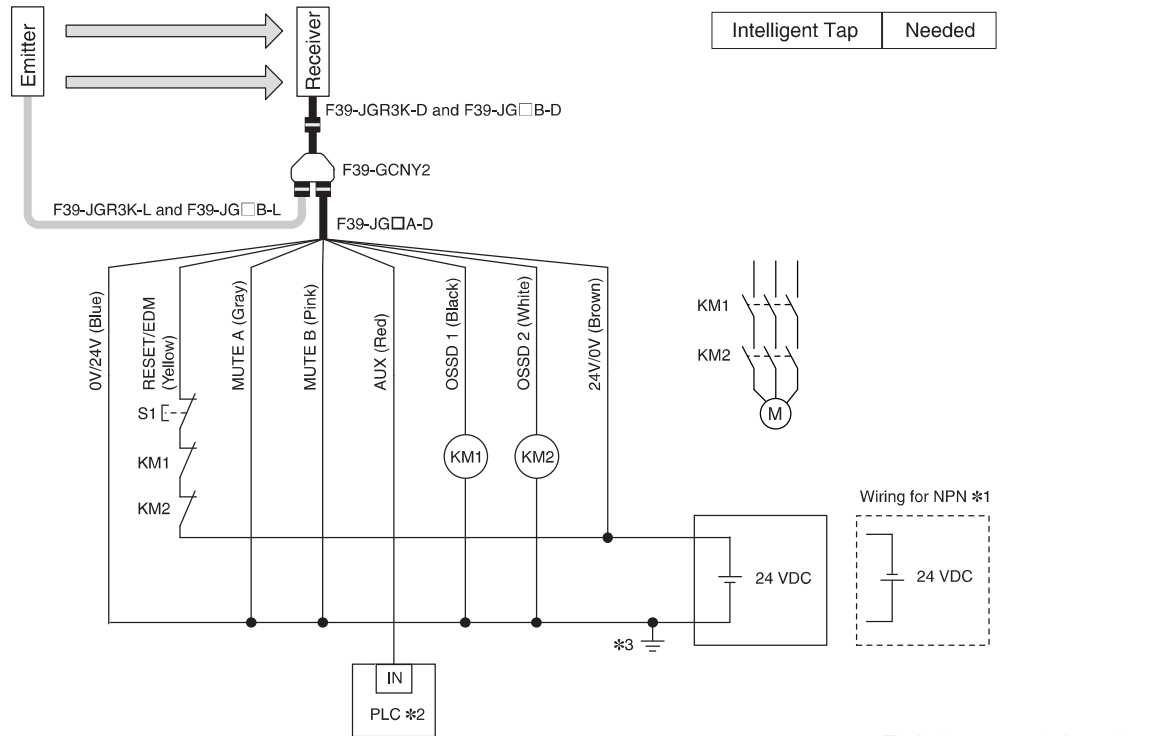 Emitter
Receiver
Intelligent Tap Needed
F39-JGR3K-D and F39-JG□B-D
F39-GCNY2
F39-JGR3K-L and F39-JG□B-L
F39-JG□A-D
0V/24V (Blue)
RESET/EDM
(Yellow)
MUTE A (Gray)
MUTE B (Pink)
AUX (Red)
OSSD 1 (Black)
OSSD 2 (White)
24V/0V (Brown)
KM1
KM2
M
S1
KM1
KM2
KM1
KM2
Wiring for NPN ✻1
24 VDC
24 VDC
✻3
IN
PLC ✻2